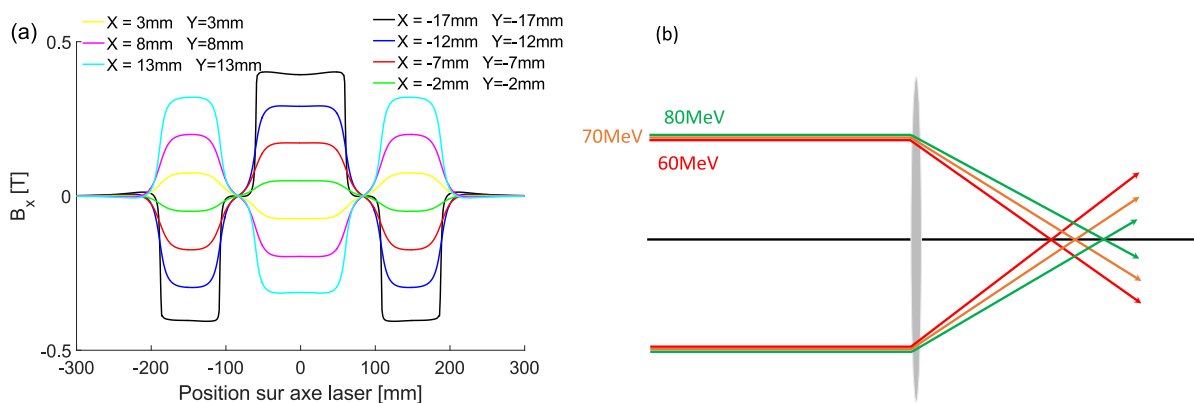 (a)
X = 3mm Y=3mm
X = 8mm Y=8mm
X = 13mm Y=13mm
X = -17mm Y=-17mm
X = -12mm Y=-12mm
X = -7mm Y=-7mm
X = -2mm Y=-2mm
0.5
0
-0.5
B_x [T]
-300 -200 -100 0 100 200 300
Position sur axe laser [mm]
(b)
80MeV
70MeV
60MeV